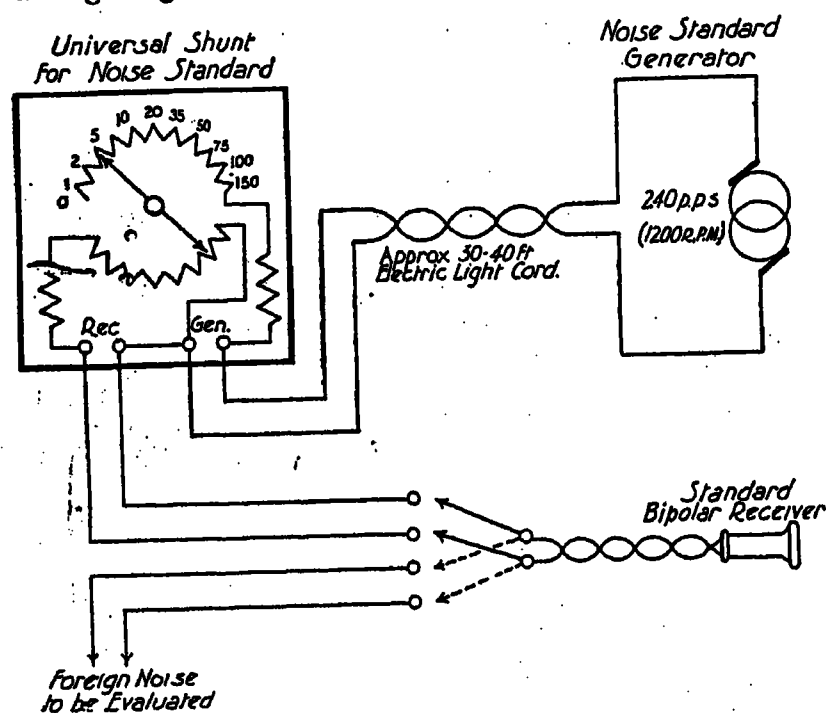 Universal Shunt
For Noise Standard
Noise Standard
Generator
0
1
2
5
10
20
35
50
75
100
150
240 p.p.s
(1200 R.P.M.)
Approx 30-40 ft
Electric Light Cord.
Rec
Gen.
Standard
Bipolar Receiver
Foreign Noise
to be Evaluated